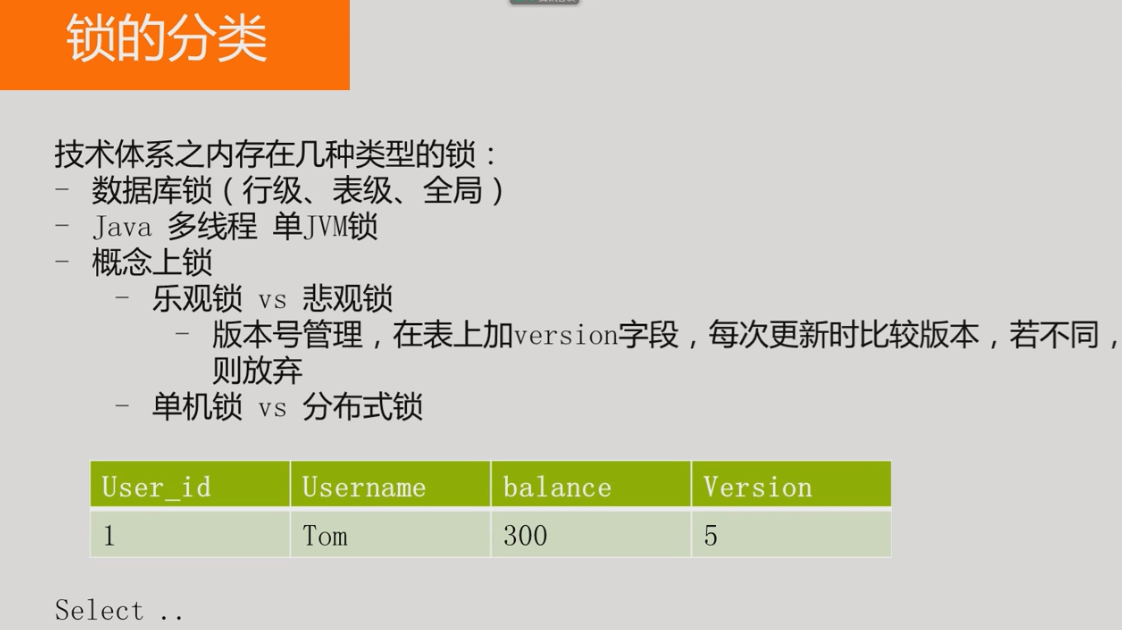 锁的分类
技术体系之内存在几种类型的锁：
- 数据库锁（行级、表级、全局）
- Java 多线程 单JVM锁
- 概念上锁
- 乐观锁 vs 悲观锁
- 版本号管理，在表上加version字段，每次更新时比较版本，若不同，
则放弃
- 单机锁 vs 分布式锁
User_id Username balance Version
1 Tom 300 5
Select ..